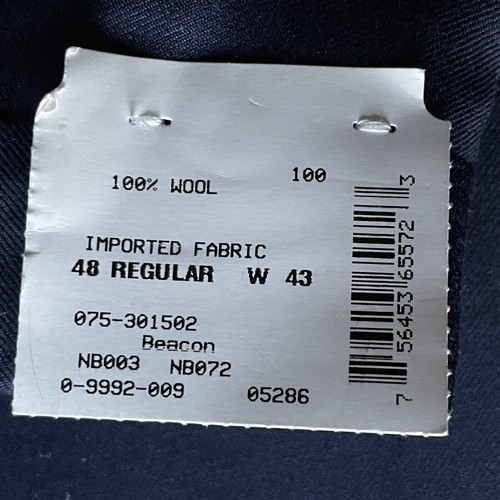 100% WOOL 100
IMPORTED FABRIC
48 REGULAR W 43
075-301502
Beacon
NB003 NB072
0-9992-009 05286
7 56453 65572 3